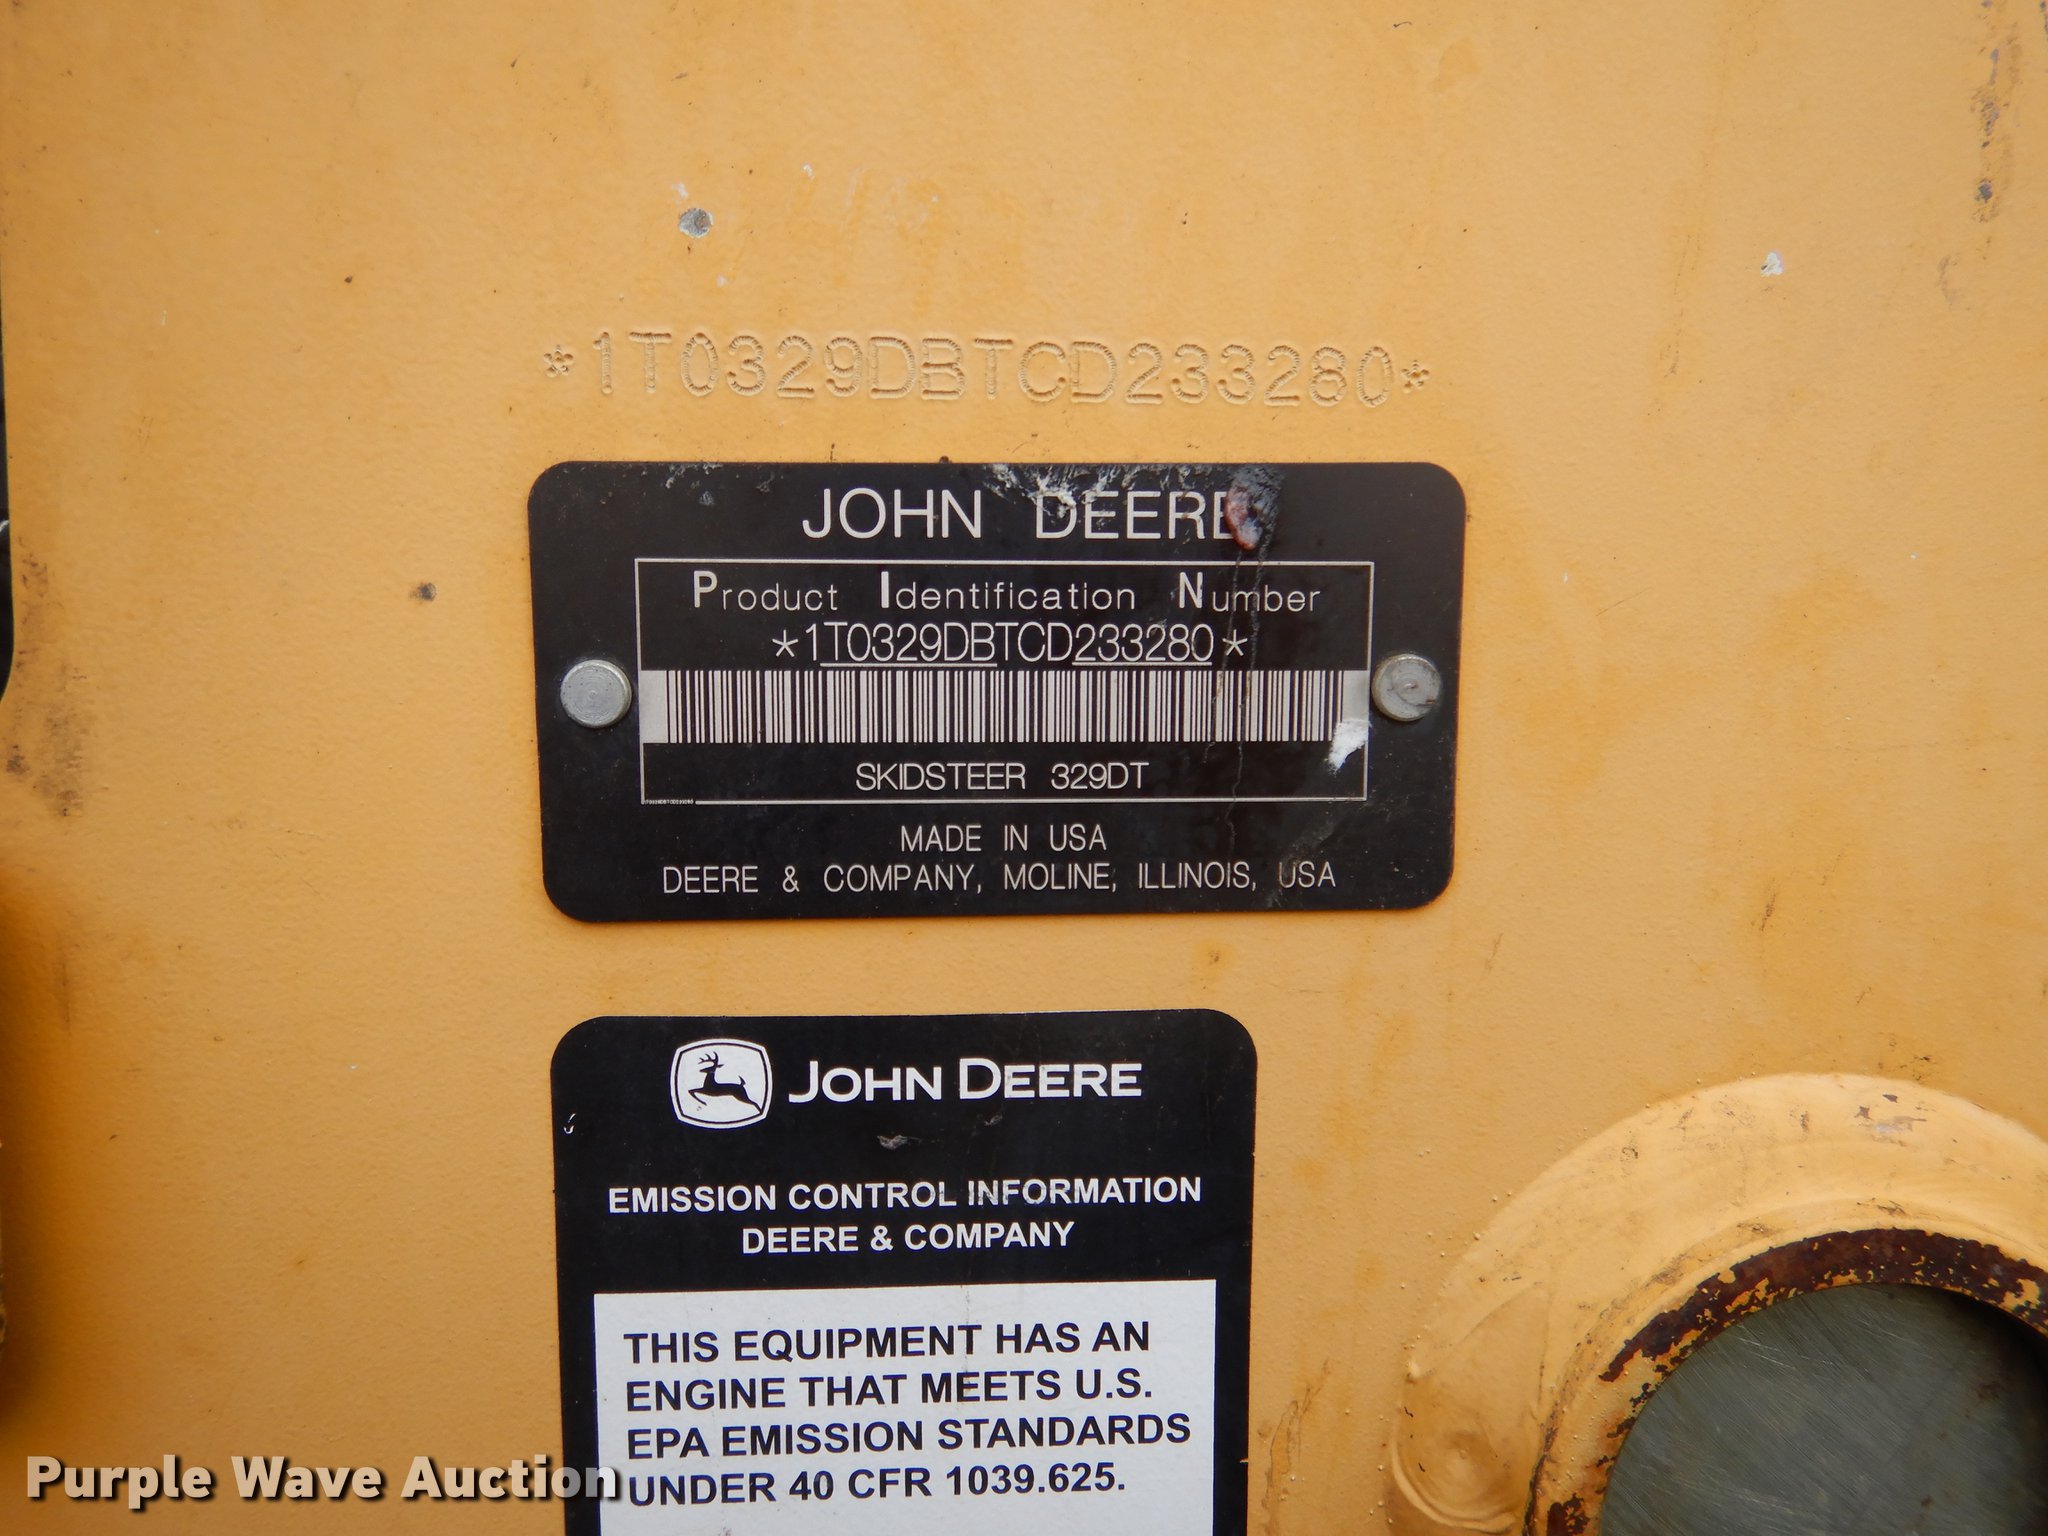 *1T0329DBTCD233280*
JOHN DEERE
Product Identification Number
*1T0329DBTCD233280*
SKIDSTEER 329DT
1T0329DBTCD233280
MADE IN USA
DEERE & COMPANY, MOLINE, ILLINOIS, USA
JOHN DEERE
EMISSION CONTROL INFORMATION
DEERE & COMPANY
THIS EQUIPMENT HAS AN
ENGINE THAT MEETS U.S.
EPA EMISSION STANDARDS
UNDER 40 CFR 1039.625.
Purple Wave Auction